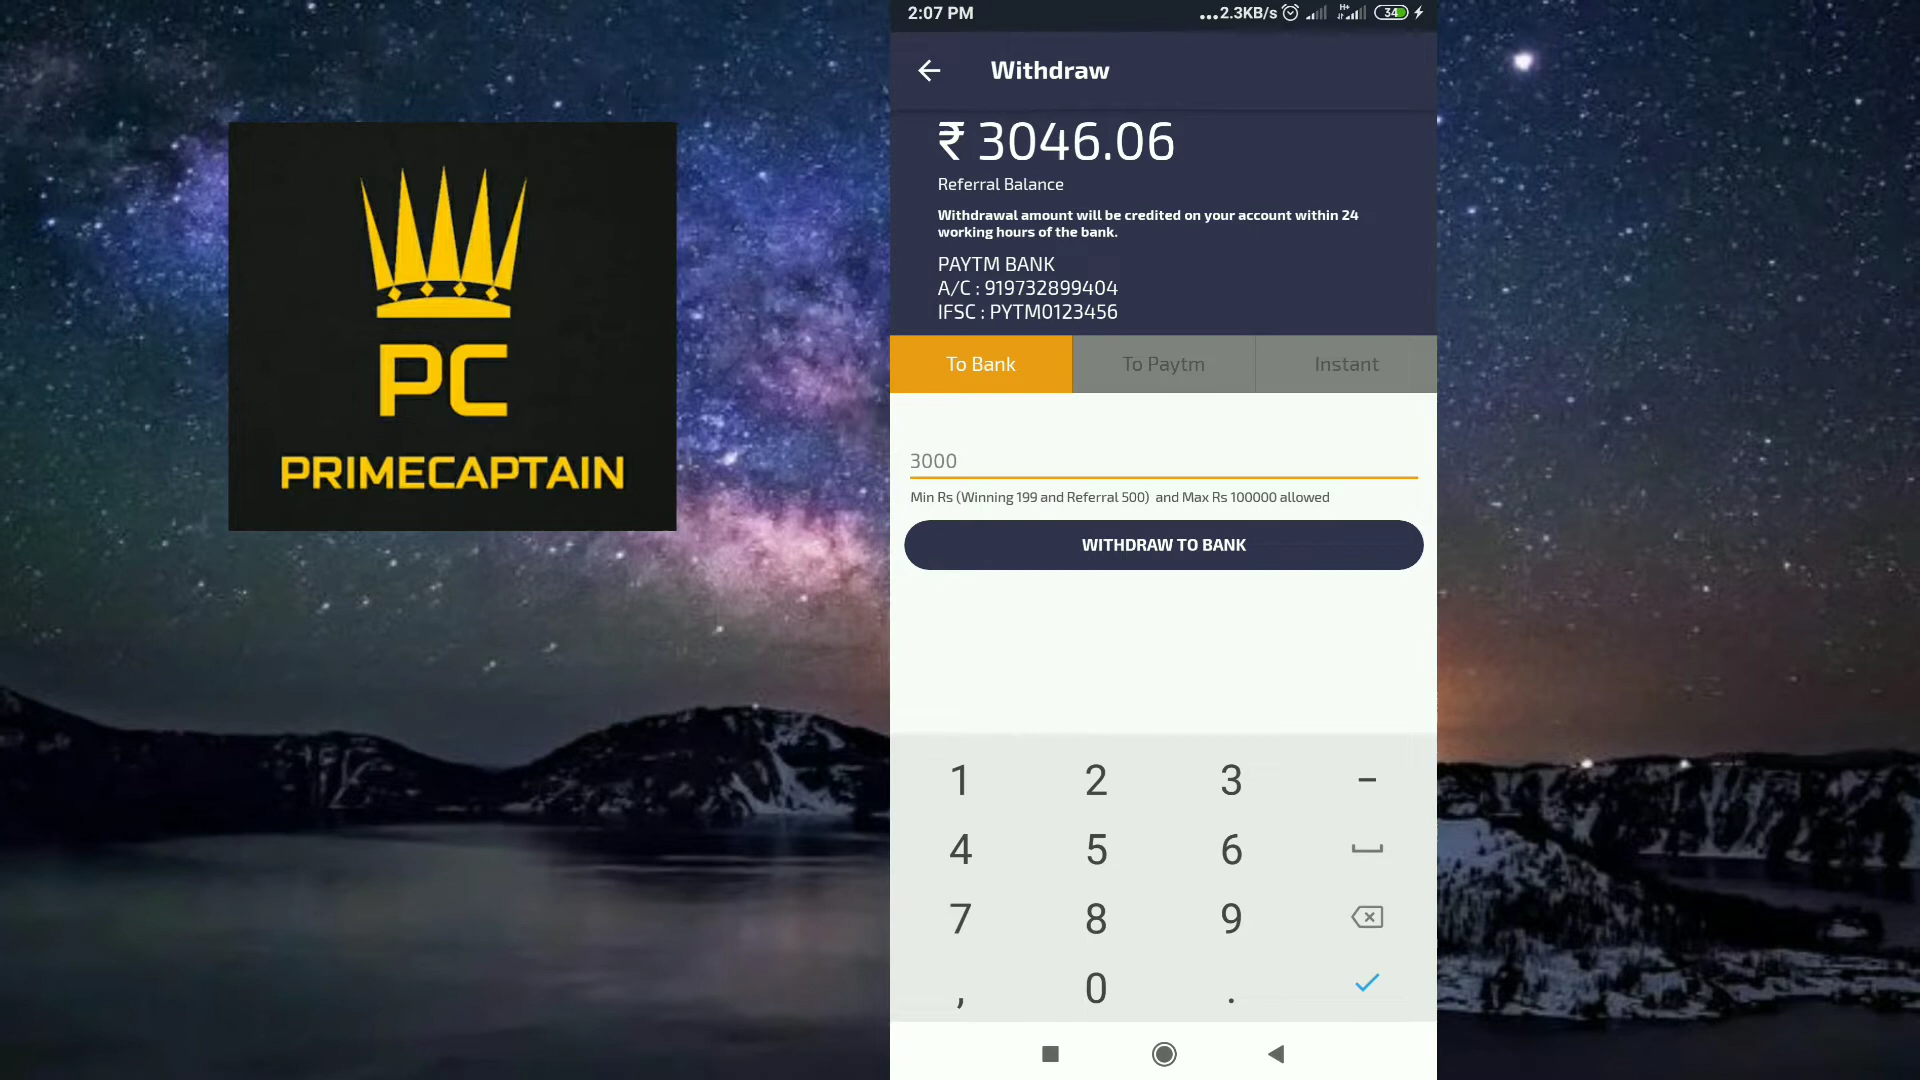 PC
PRIMECAPTAIN
2:07 PM
...2.3KB/s
H+
34
Withdraw
₹ 3046.06
Referral Balance
Withdrawal amount will be credited on your account within 24
working hours of the bank.
PAYTM BANK
A/C : 919732899404
IFSC : PYTM0123456
To Bank
To Paytm
Instant
3000
Min Rs (Winning 199 and Referral 500) and Max Rs 100000 allowed
WITHDRAW TO BANK
1 2 3 -
4 5 6
7 8 9
, 0 .